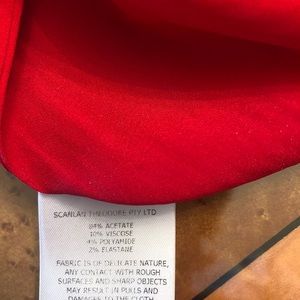 SCANLAN THEODORE PTY LTD
84% ACETATE
10% VISCOSE
4% POLYAMIDE
2% ELASTANE
FABRIC IS OF DELICATE NATURE,
ANY CONTACT WITH ROUGH
SURFACES AND SHARP OBJECTS
MAY RESULT IN PULLS AND
DAMAGES TO THE CLOTH